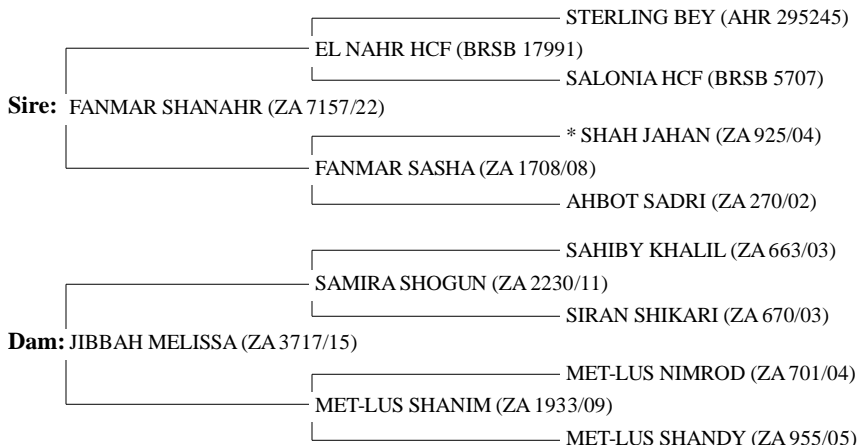 STERLING BEY (AHR 295245)
EL NAHR HCF (BRSB 17991)
SALONIA HCF (BRSB 5707)
Sire: FANMAR SHANAHR (ZA 7157/22)
* SHAH JAHAN (ZA 925/04)
FANMAR SASHA (ZA 1708/08)
AHBOT SADRI (ZA 270/02)
SAHIBY KHALIL (ZA 663/03)
SAMIRA SHOGUN (ZA 2230/11)
SIRAN SHIKARI (ZA 670/03)
Dam: JIBBAH MELISSA (ZA 3717/15)
MET-LUS NIMROD (ZA 701/04)
MET-LUS SHANIM (ZA 1933/09)
MET-LUS SHANDY (ZA 955/05)